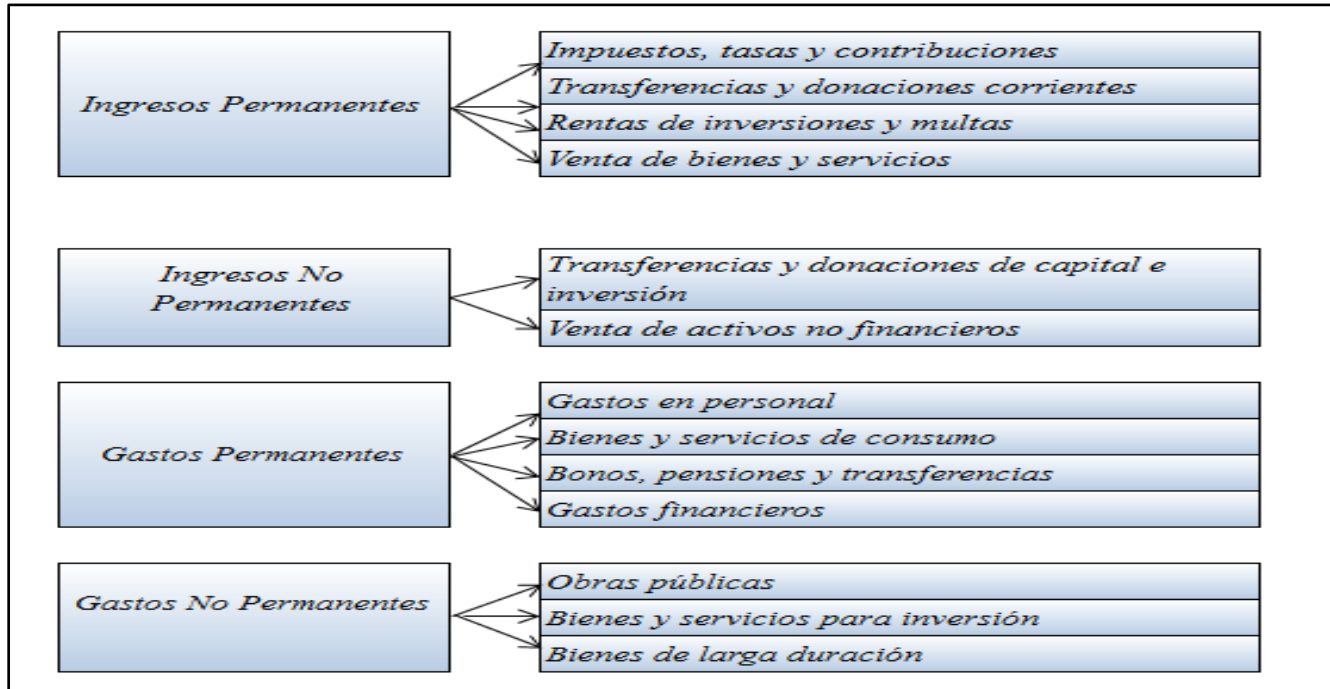 Ingresos Permanentes
Impuestos, tasas y contribuciones
Transferencias y donaciones corrientes
Rentas de inversiones y multas
Venta de bienes y servicios
Ingresos No
Permanentes
Transferencias y donaciones de capital e
inversión
Venta de activos no financieros
Gastos Permanentes
Gastos en personal
Bienes y servicios de consumo
Bonos, pensiones y transferencias
Gastos financieros
Gastos No Permanentes
Obras públicas
Bienes y servicios para inversión
Bienes de larga duración